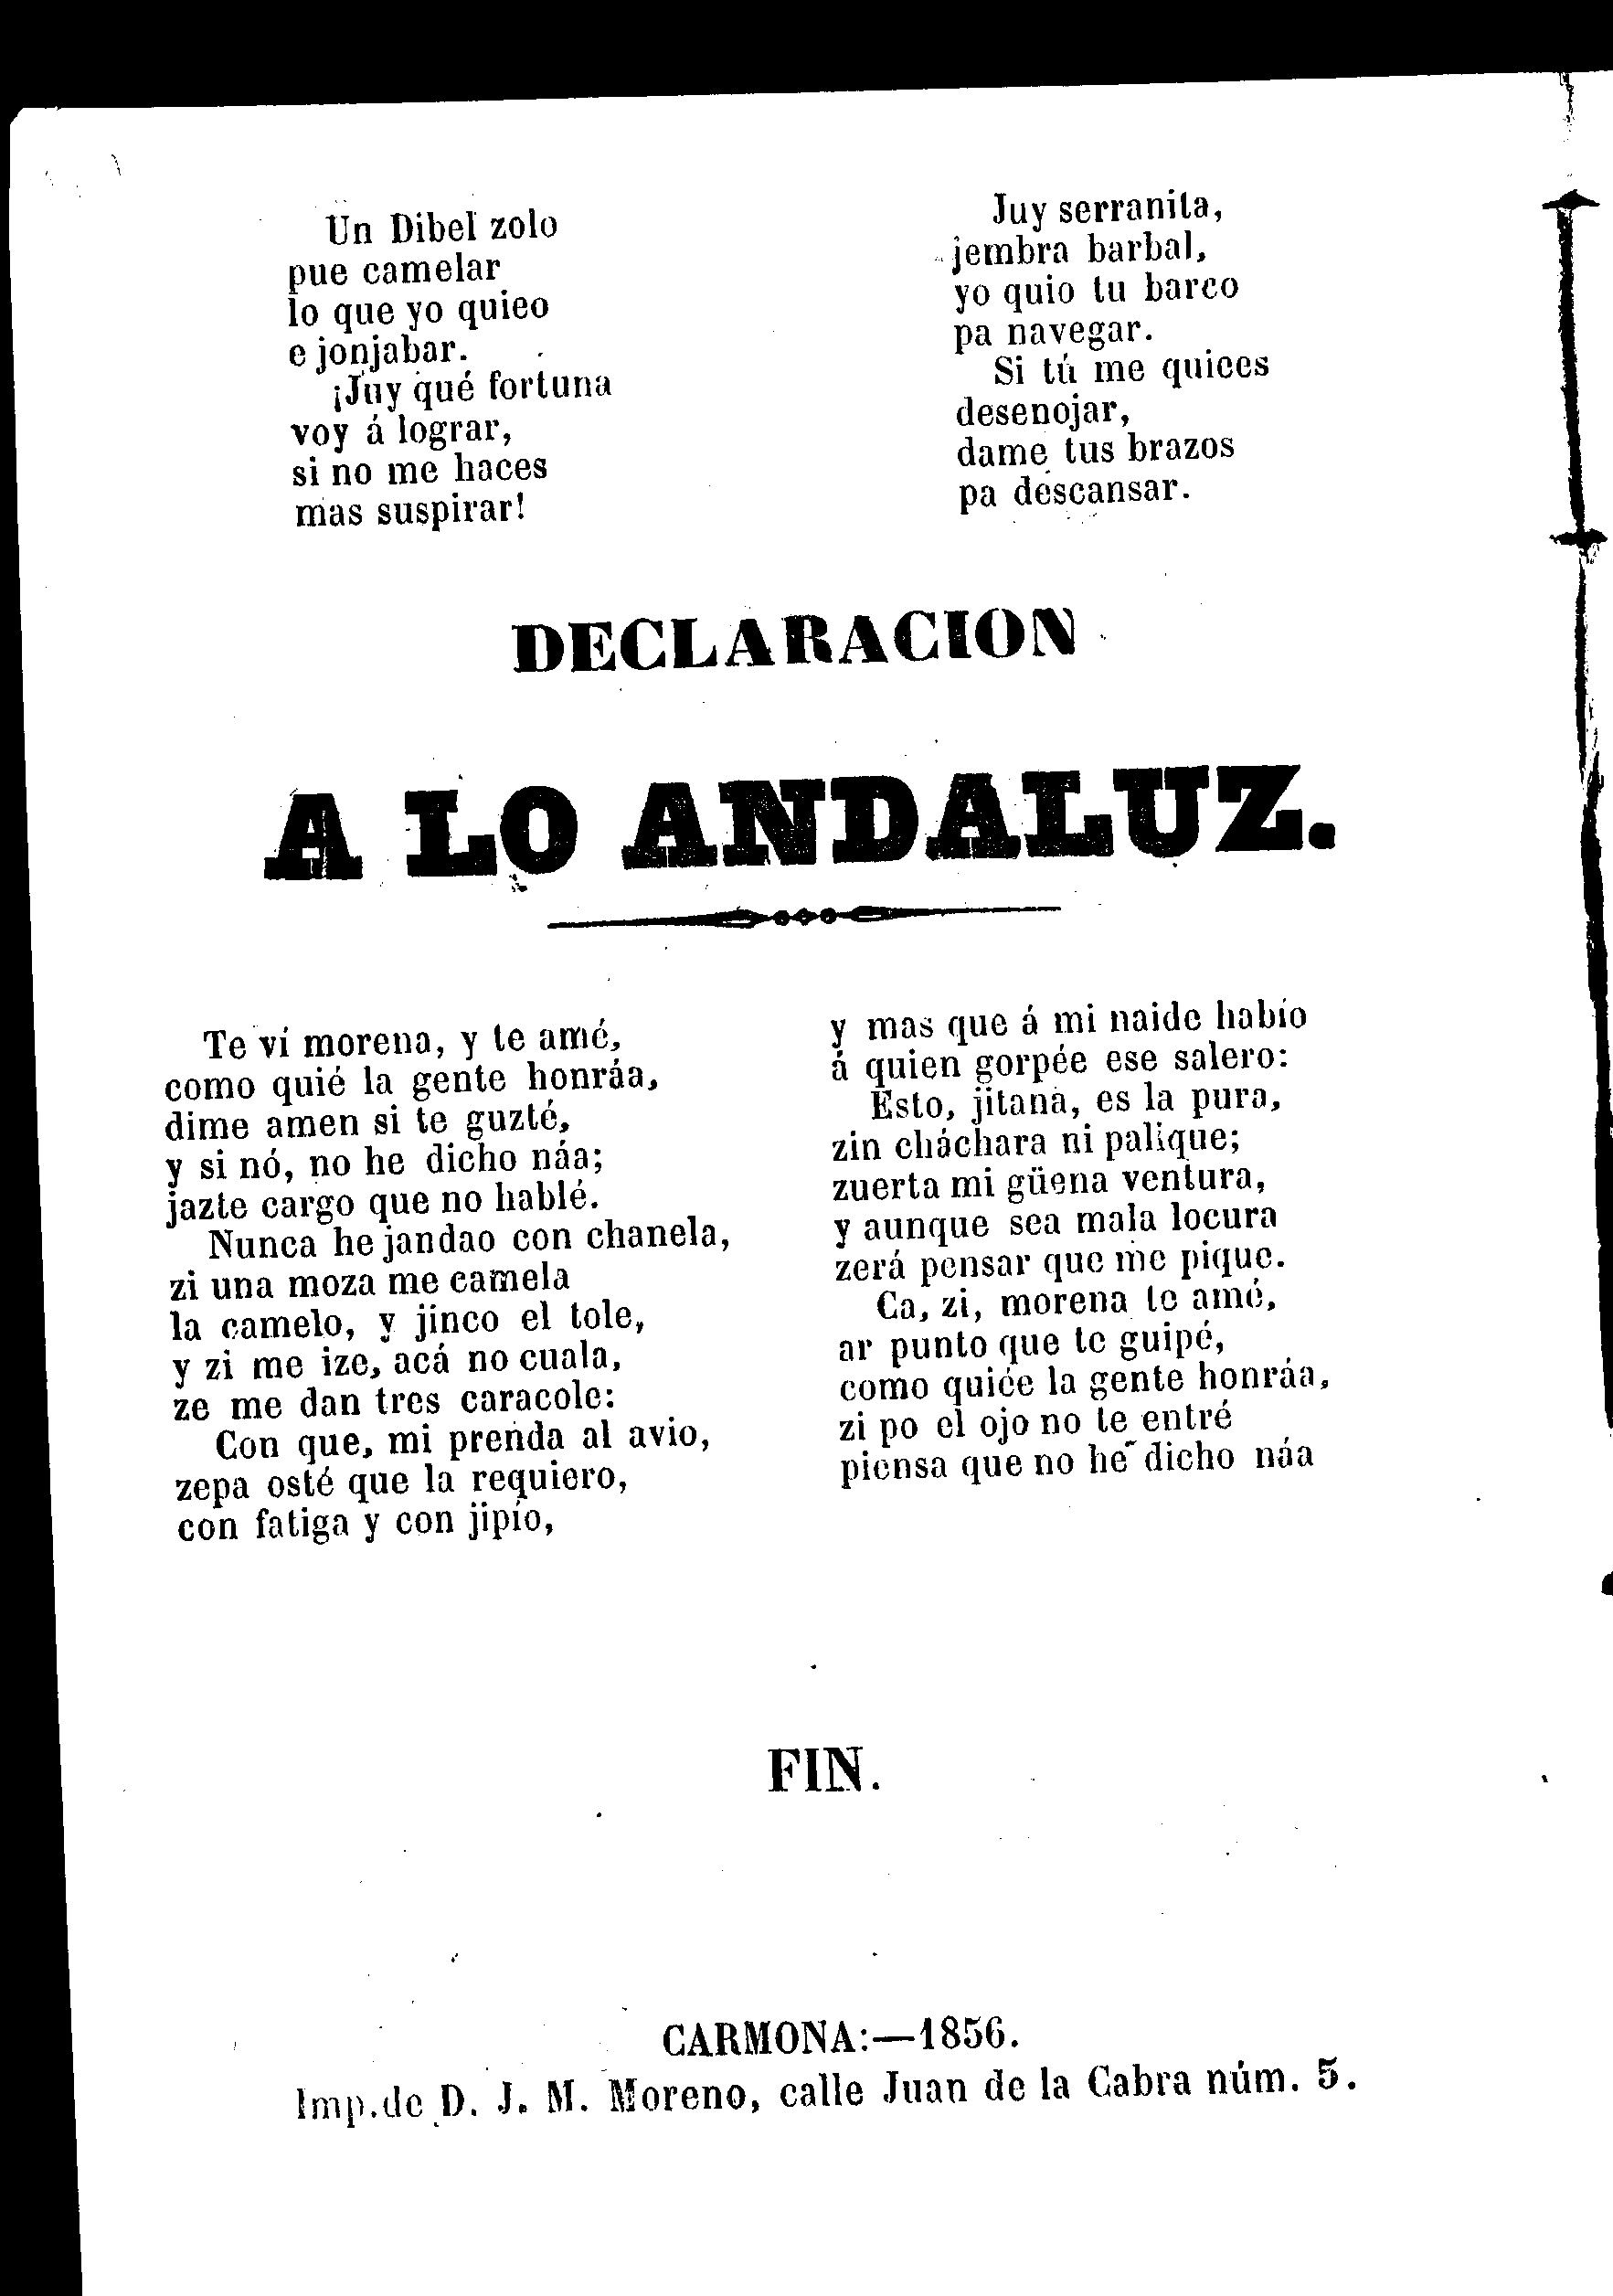 Un Dibel zolo
pue camelar
lo que yo quieo
e jonjabar.
¡Juy qué fortuna
voy á lograr,
si no me haces
mas suspirar!
Juy serranita,
jembra barbal,
yo quio tu barco
pa navegar.
Si tú me quices
desenojar,
dame tus brazos
pa descansar.
DECLARACION
A LO ANDALUZ.
Te ví morena, y te amé,
como quié la gente honráa,
dime amen si te guzté,
y si nó, no he dicho náa;
jazte cargo que no hablé.
Nunca he jandao con chanela,
zi una moza me camela
la camelo, y jinco el tole,
y zi me ize, acá no cuala,
ze me dan tres caracole:
Con que, mi prenda al avio,
zepa osté que la requiero,
con fatiga y con jipío,
y mas que á mi naide habío
á quien gorpée ese salero:
Esto, jitana, es la pura,
zin cháchara ni palique;
zuerta mi güena ventura,
y aunque sea mala locura
zerá pensar que me pique.
Ca, zi, morena te amé,
ar punto que te guipé,
como quiée la gente honráa,
zi po el ojo no te entré
piensa que no he dicho náa
FIN.
CARMONA:—1856.
Imp. de D. J. M. Moreno, calle Juan de la Cabra núm. 5.